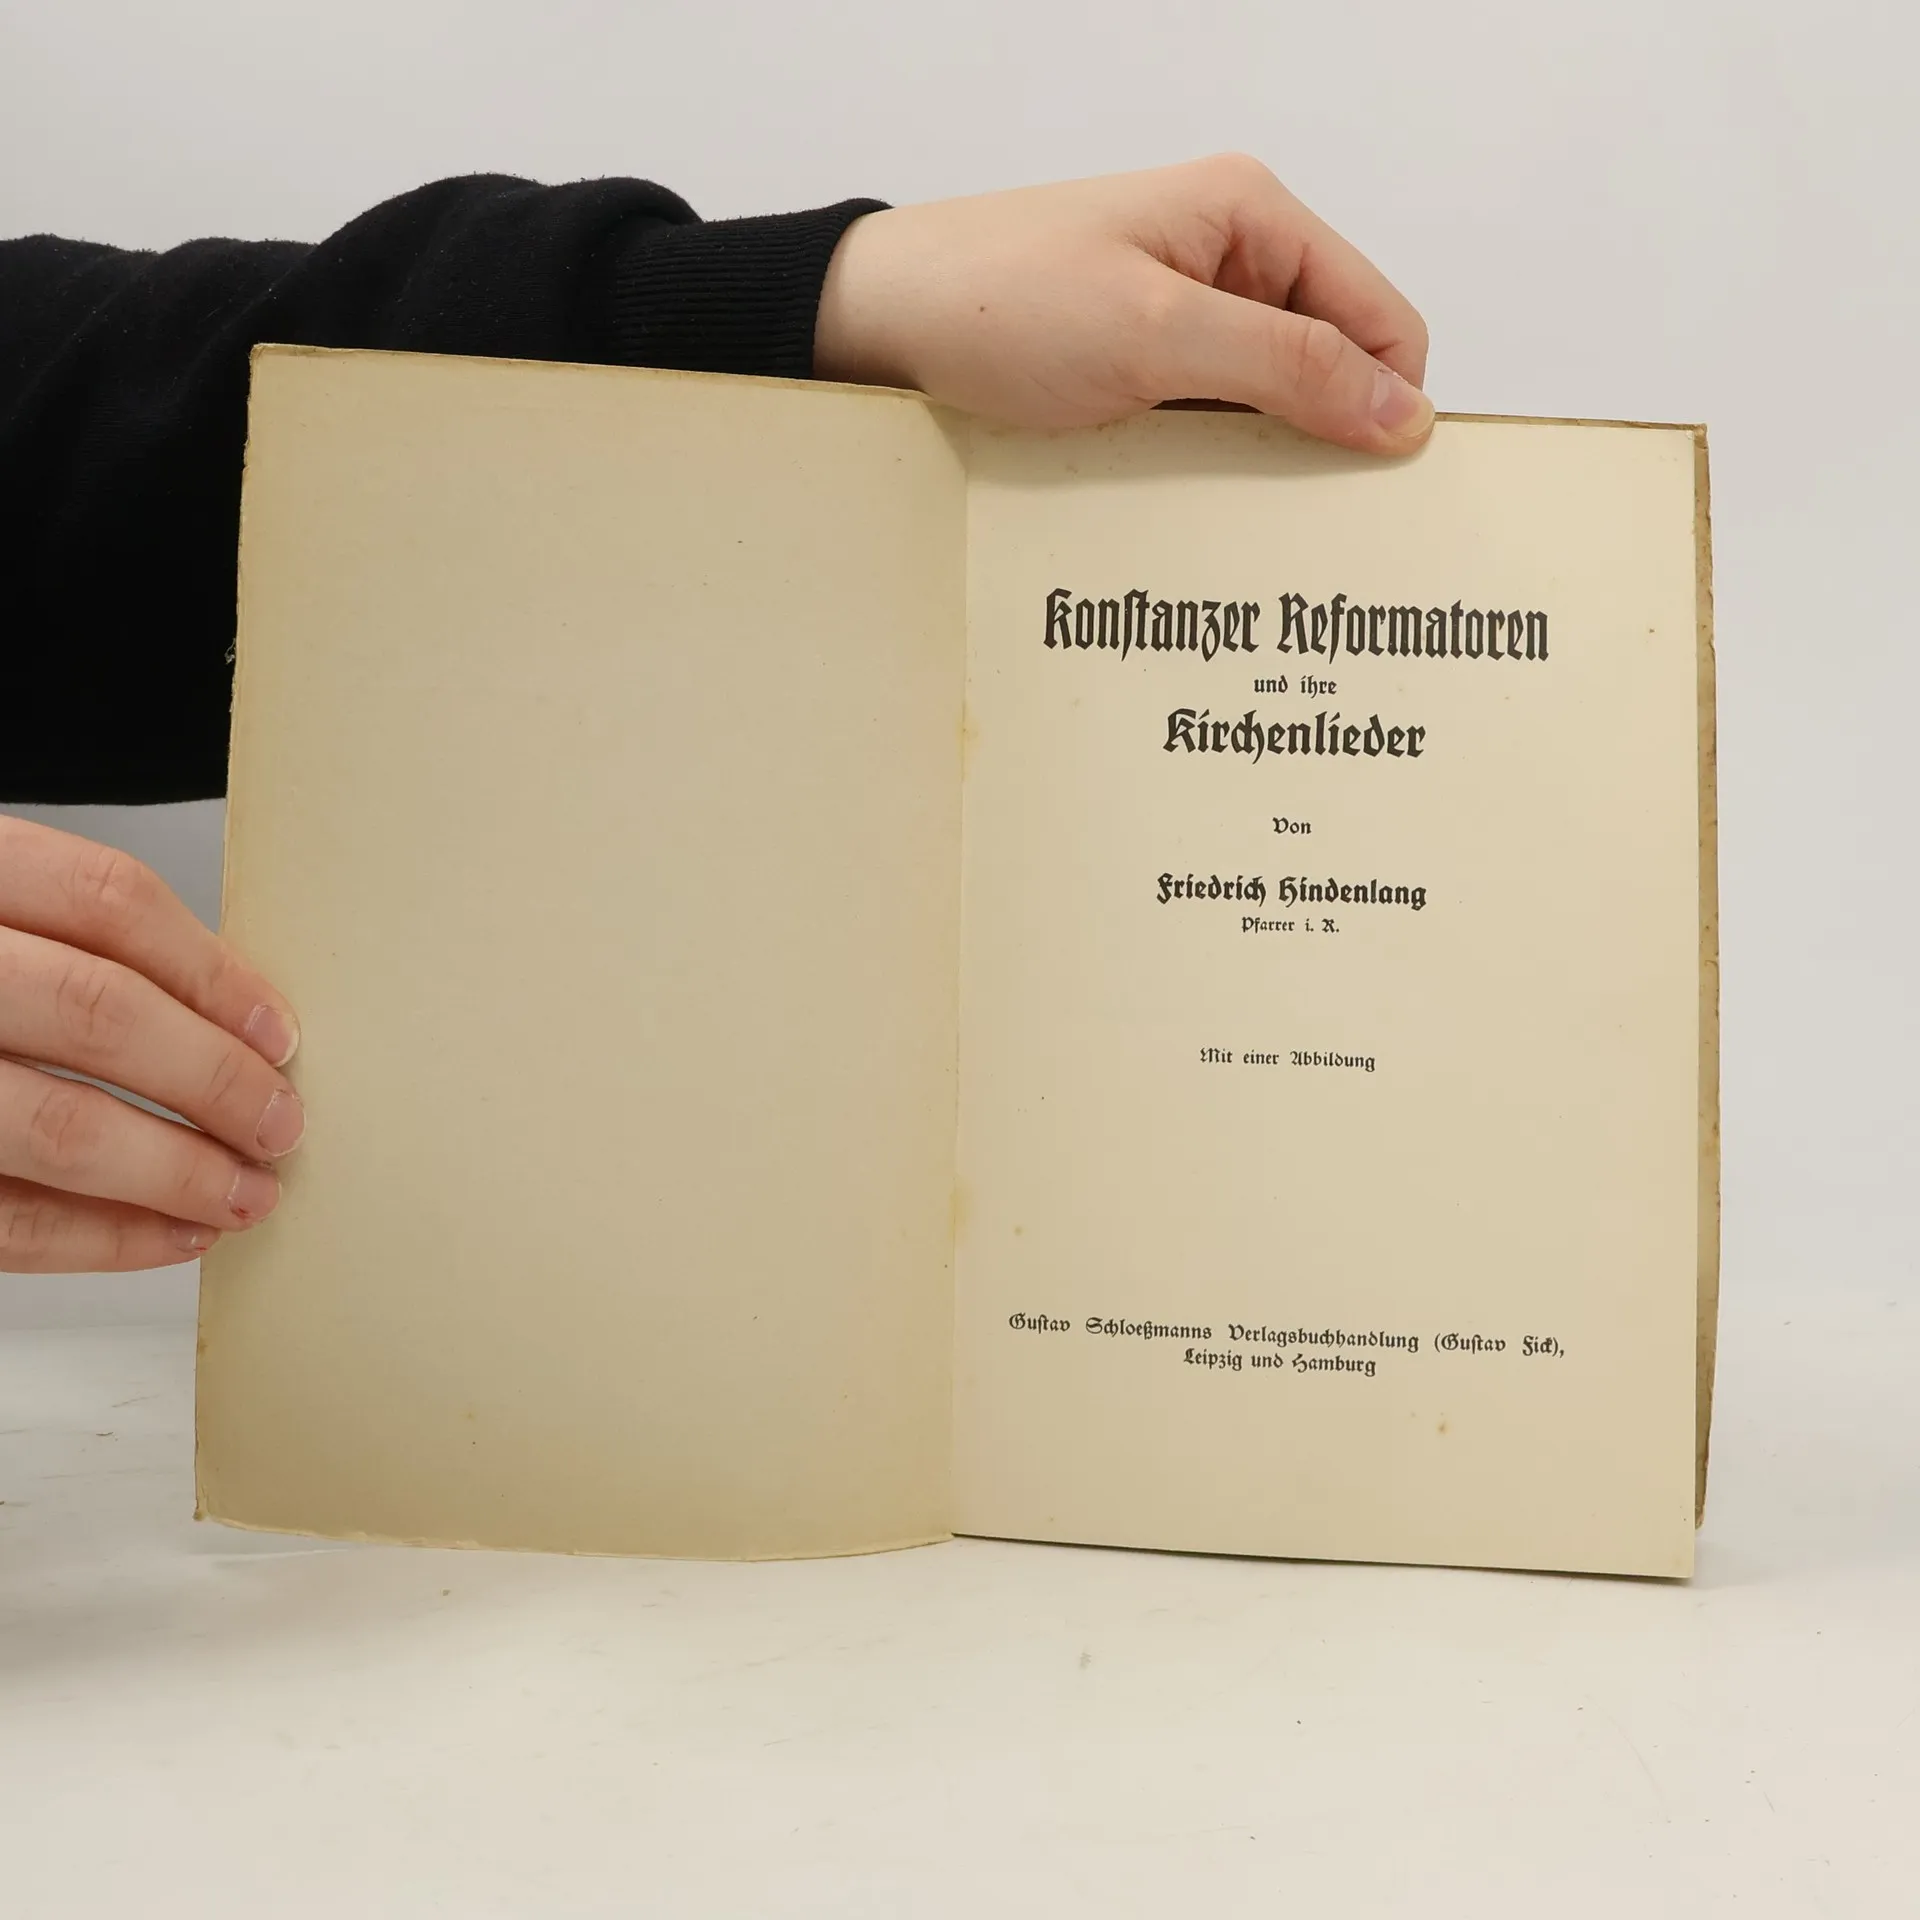 Konstanzer Reformatoren
und ihre
Kirchenlieder
Von
Friedrich Hindenlang
Pfarrer i. R.
Mit einer Abbildung
Gustav Schloeßmanns Verlagsbuchhandlung (Gustav Fick),
Leipzig und Hamburg